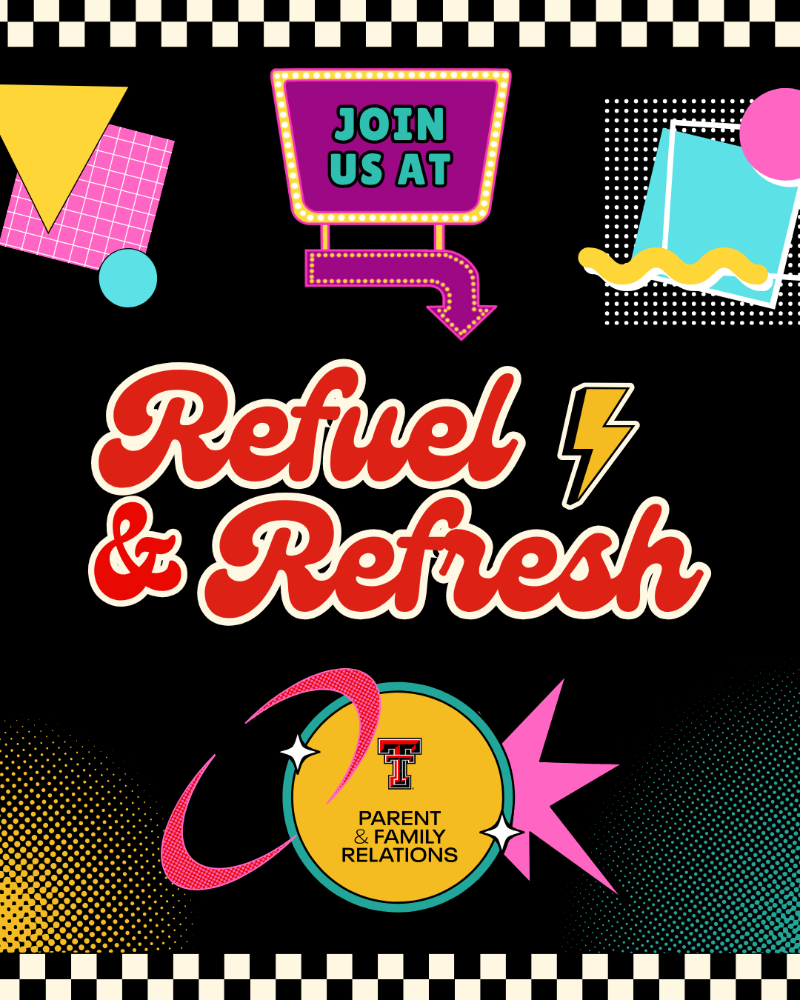 JOIN
US AT
Refuel
& Refresh
PARENT
& FAMILY
RELATIONS